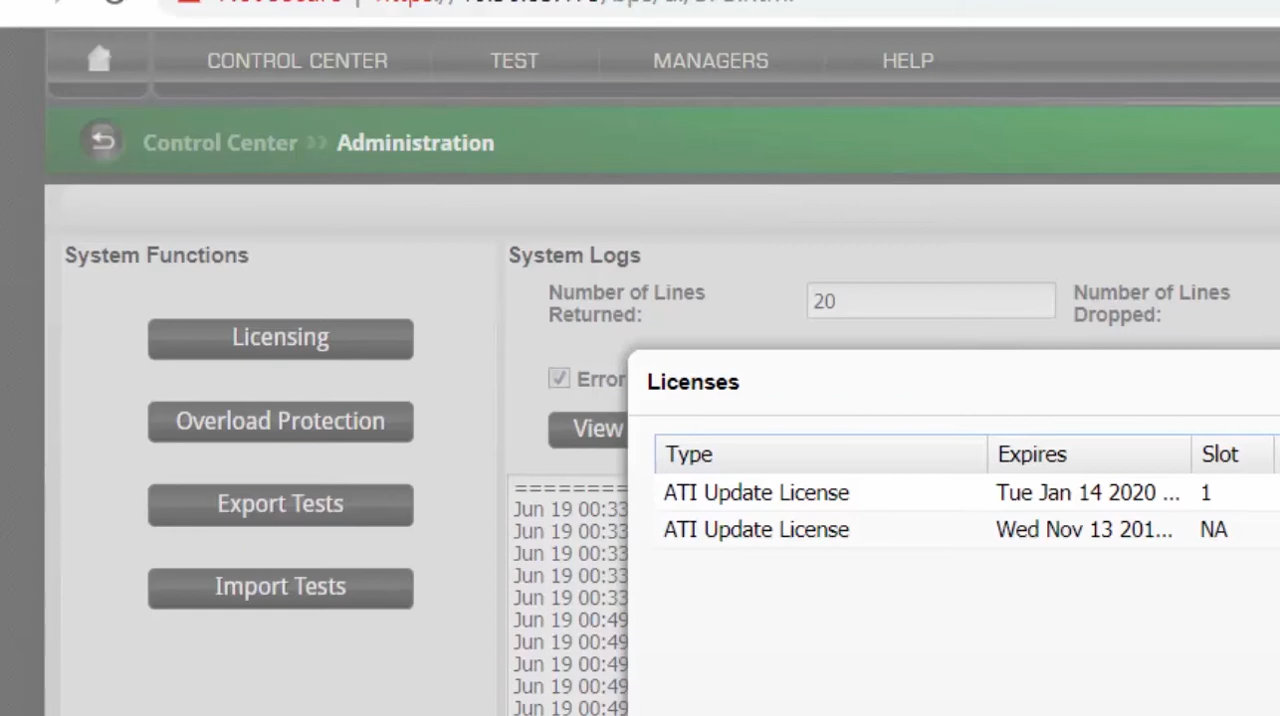 CONTROL CENTER TEST MANAGERS HELP
Control Center >> Administration
System Functions
Licensing
Overload Protection
Export Tests
Import Tests
System Logs
Number of Lines Returned: 20 Number of Lines Dropped:
Error
View
Licenses
Type Expires Slot
ATI Update License Tue Jan 14 2020 ... 1
ATI Update License Wed Nov 13 201... NA
=========
Jun 19 00:33
Jun 19 00:33
Jun 19 00:33
Jun 19 00:33
Jun 19 00:33
Jun 19 00:49
Jun 19 00:49
Jun 19 00:49
Jun 19 00:49
Jun 19 00:49